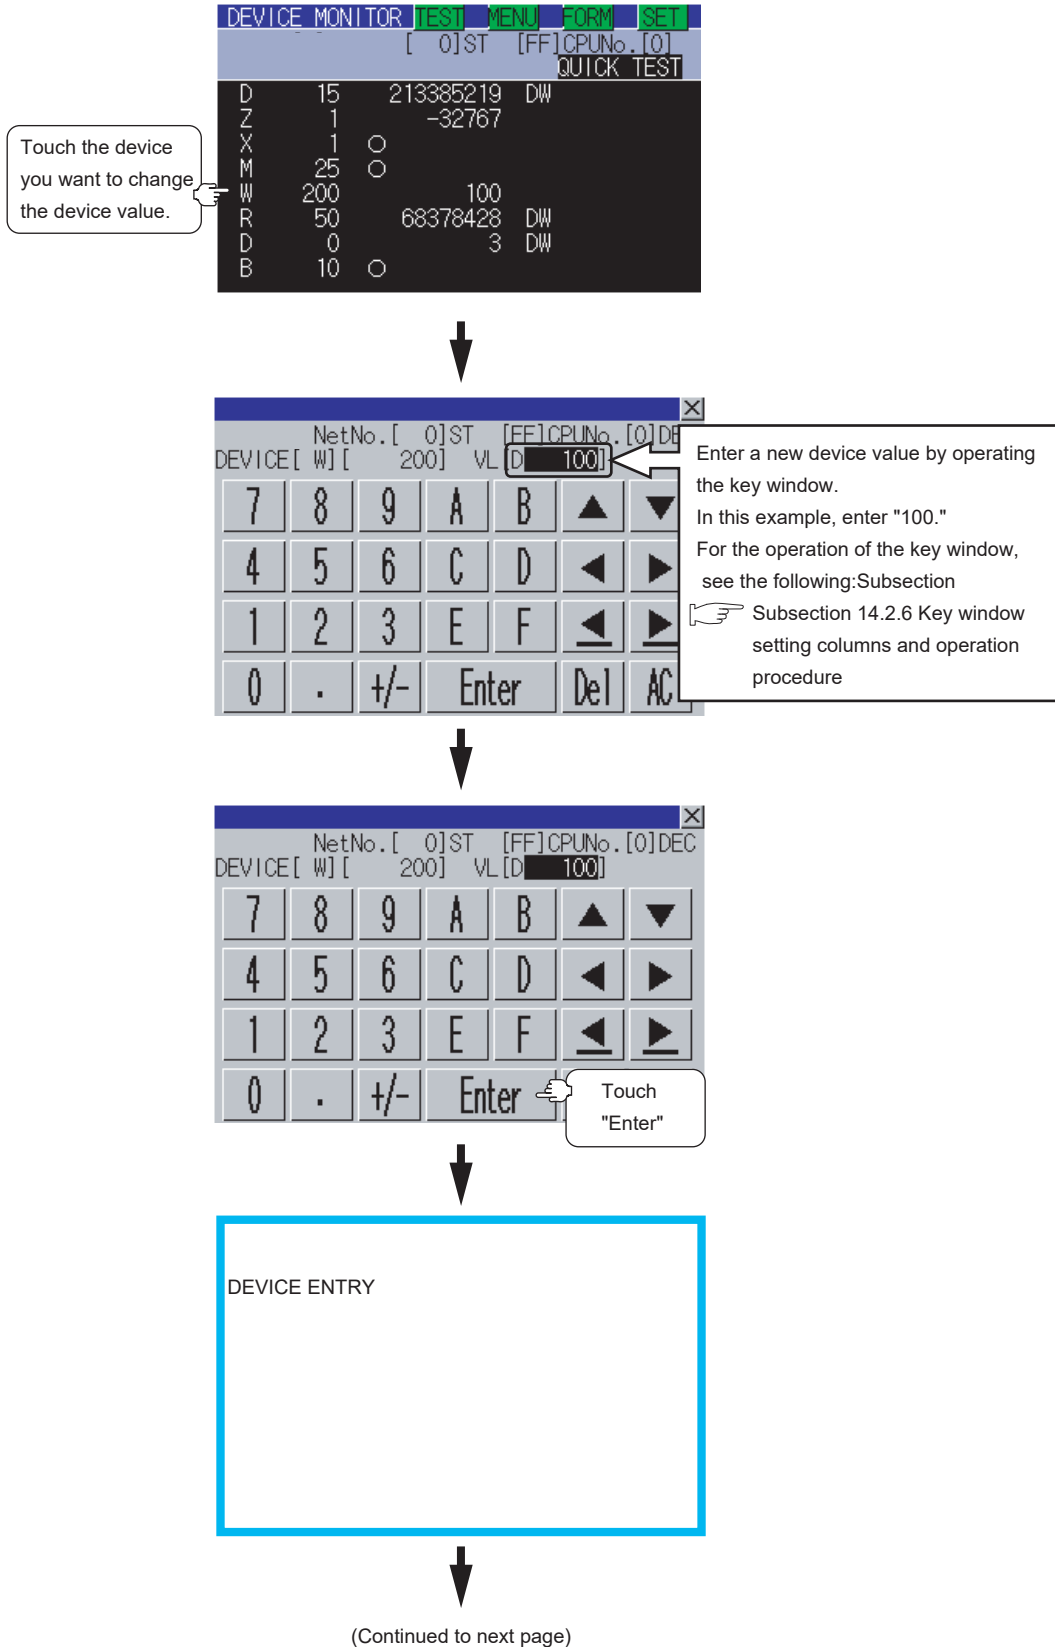 DEVICE MONITOR TEST MENU FORM SET
[ 0]ST [FF]CPUNo.[0]
QUICK TEST
D 15 213385219 DW
Z 1 -32767
X 1 ○
M 25 ○
W 200 100
R 50 68378428 DW
D 0 3 DW
B 10 ○
Touch the device
you want to change
the device value.
NetNo.[ 0]ST [FF]CPUNo.[0]DE
DEVICE[ W][ 200] VL[D 100]
7 8 9 A B ▲ ▼
4 5 6 C D ◀ ▶
1 2 3 E F ◀ ▶
0 . +/- Enter Del AC
Enter a new device value by operating
the key window.
In this example, enter "100."
For the operation of the key window,
see the following:Subsection
Subsection 14.2.6 Key window
setting columns and operation
procedure
NetNo.[ 0]ST [FF]CPUNo.[0]DEC
DEVICE[ W][ 200] VL[D 100]
7 8 9 A B ▲ ▼
4 5 6 C D ◀ ▶
1 2 3 E F ◀ ▶
0 . +/- Enter
Touch
"Enter"
DEVICE ENTRY
(Continued to next page)